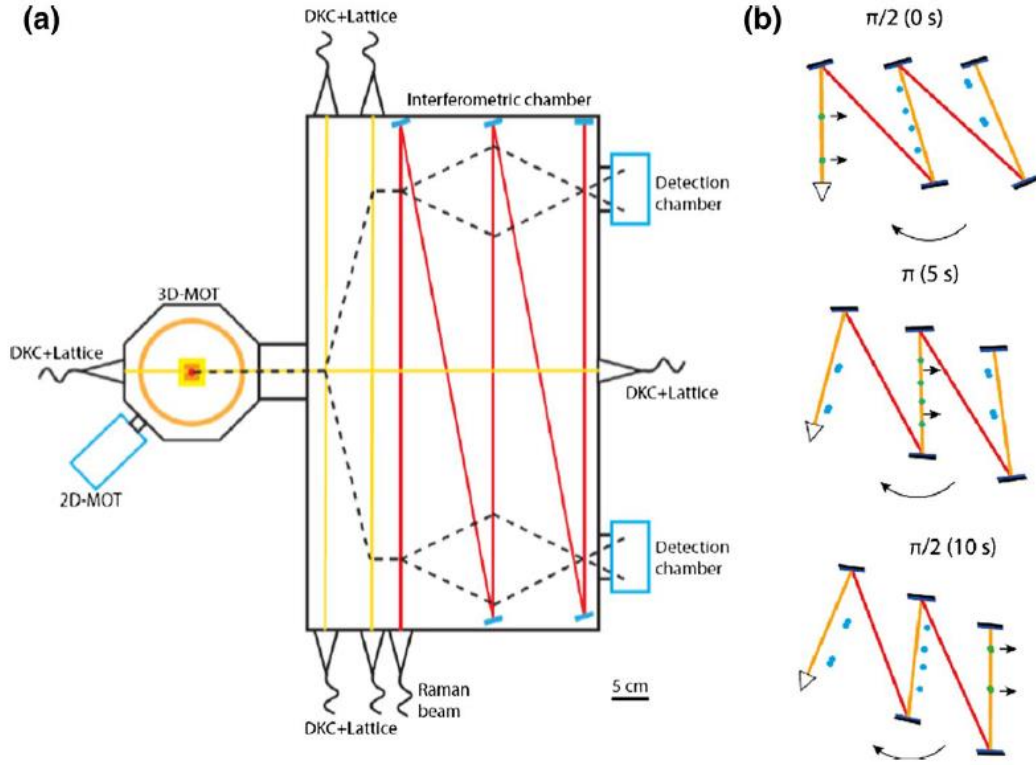 (a)
DKC+Lattice
Interferometric chamber
Detection
chamber
3D-MOT
DKC+Lattice
DKC+Lattice
2D-MOT
Detection
chamber
Raman
beam
DKC+Lattice
5 cm
(b)
π/2 (0 s)
π (5 s)
π/2 (10 s)